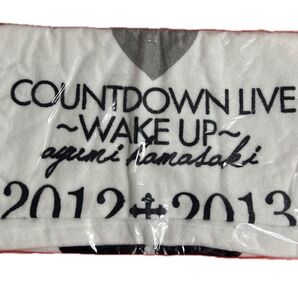 COUNTDOWN LIVE
~WAKE UP~
ayumi hamasaki
2012 2013